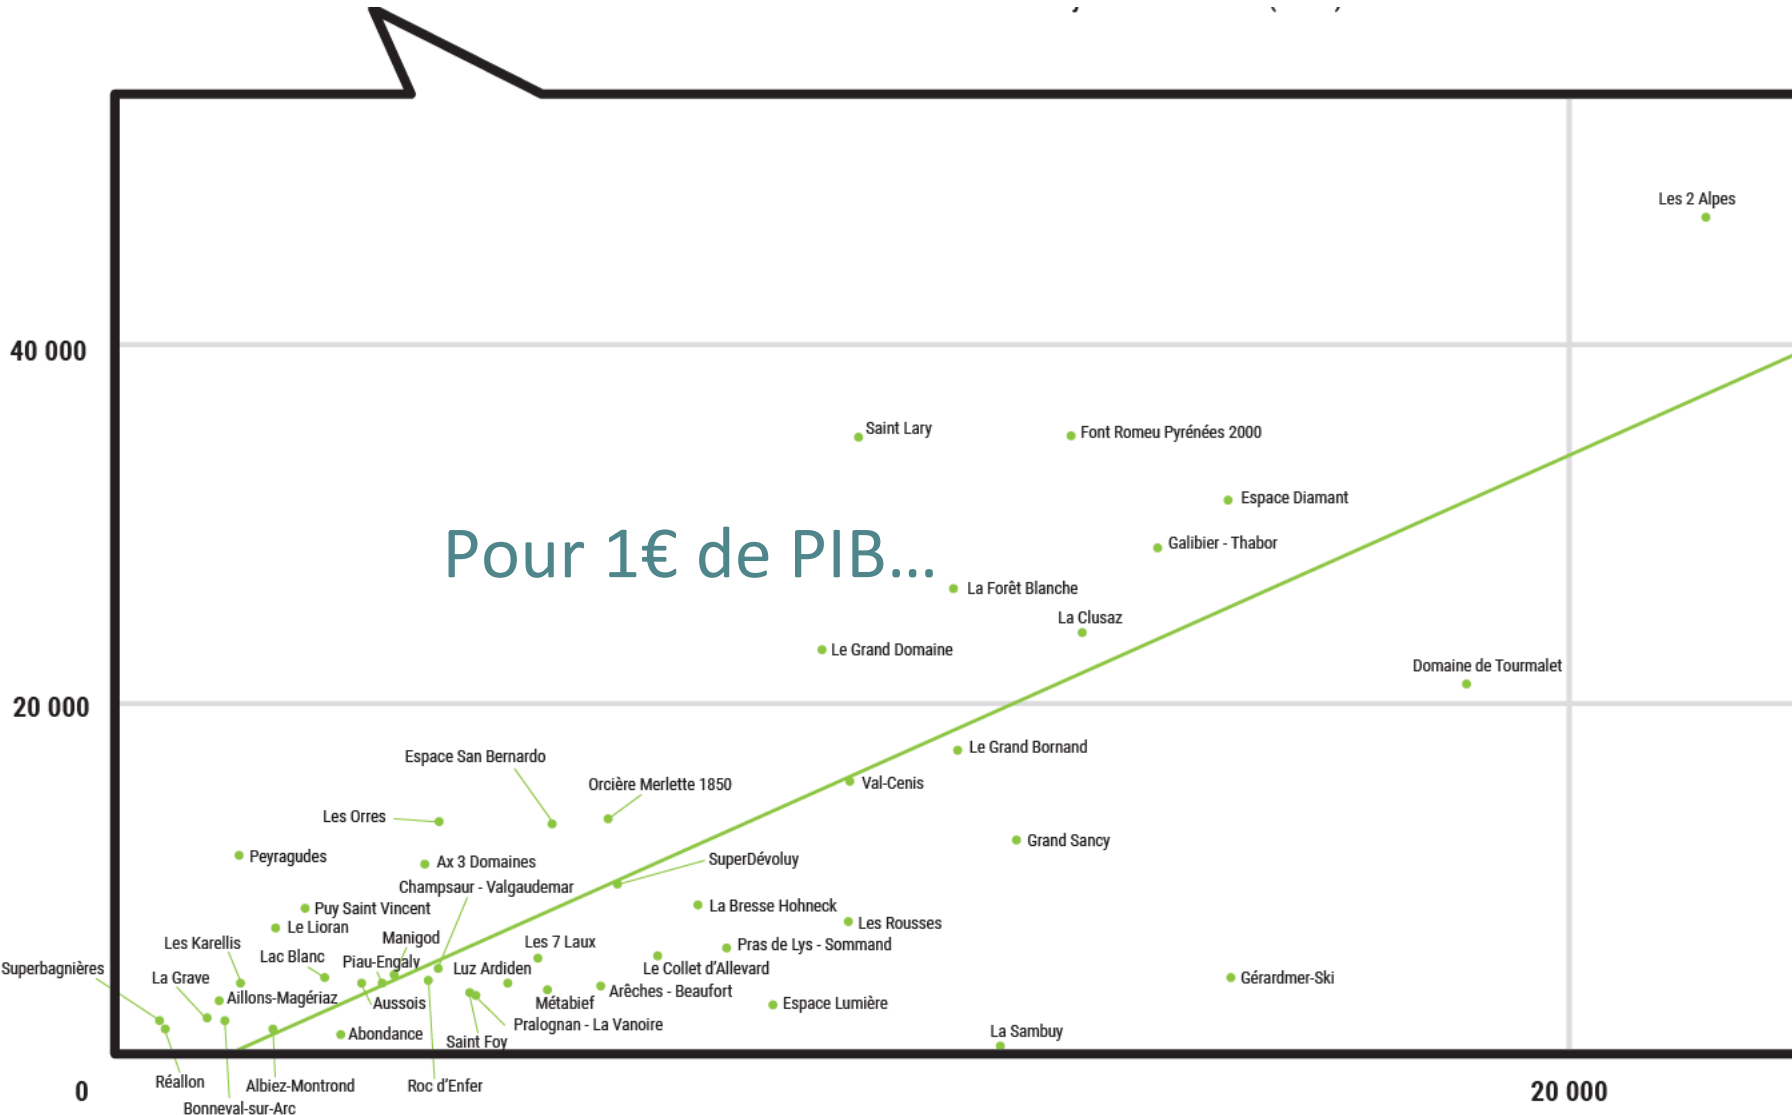 Les 2 Alpes
40 000
Saint Lary
Font Romeu Pyrénées 2000
Espace Diamant
Pour 1€ de PIB...
Galibier - Thabor
La Forêt Blanche
La Clusaz
Le Grand Domaine
Domaine de Tourmalet
20 000
Le Grand Bornand
Espace San Bernardo
Orcière Merlette 1850
Val-Cenis
Les Orres
Grand Sancy
Peyragudes
Ax 3 Domaines
SuperDévoluy
Champsaur - Valgaudemar
Puy Saint Vincent
La Bresse Hohneck
Le Lioran
Les Rousses
Les Karellis
Manigod
Les 7 Laux
Pras de Lys - Sommand
Lac Blanc
Piau-Engaly
Superbagnières
Luz Ardiden
Le Collet d'Allevard
La Grave
Gérardmer-Ski
Aillons-Magériaz
Aussois
Métabief
Arêches - Beaufort
Espace Lumière
Pralognan - La Vanoire
Abondance
Saint Foy
La Sambuy
0
Réallon
Albiez-Montrond
Roc d'Enfer
20 000
Bonneval-sur-Arc